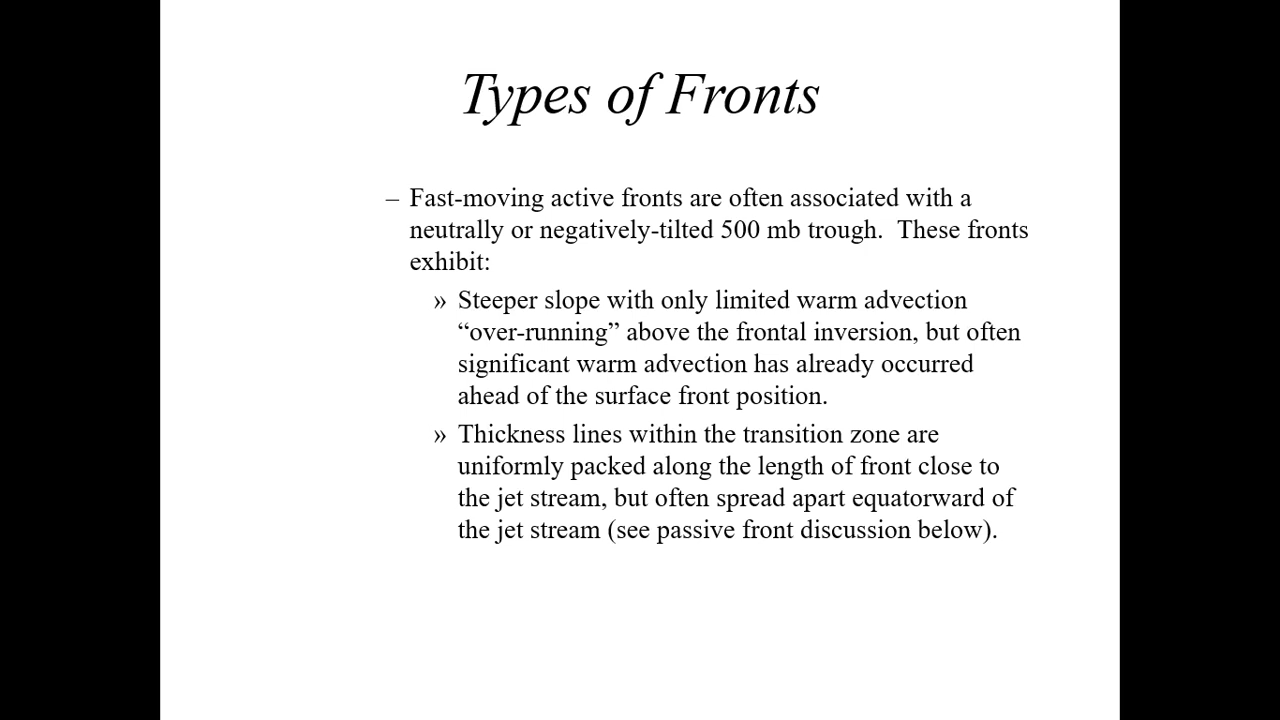 Types of Fronts
– Fast-moving active fronts are often associated with a
neutrally or negatively-tilted 500 mb trough.  These fronts
exhibit:
» Steeper slope with only limited warm advection
“over-running” above the frontal inversion, but often
significant warm advection has already occurred
ahead of the surface front position.
» Thickness lines within the transition zone are
uniformly packed along the length of front close to
the jet stream, but often spread apart equatorward of
the jet stream (see passive front discussion below).